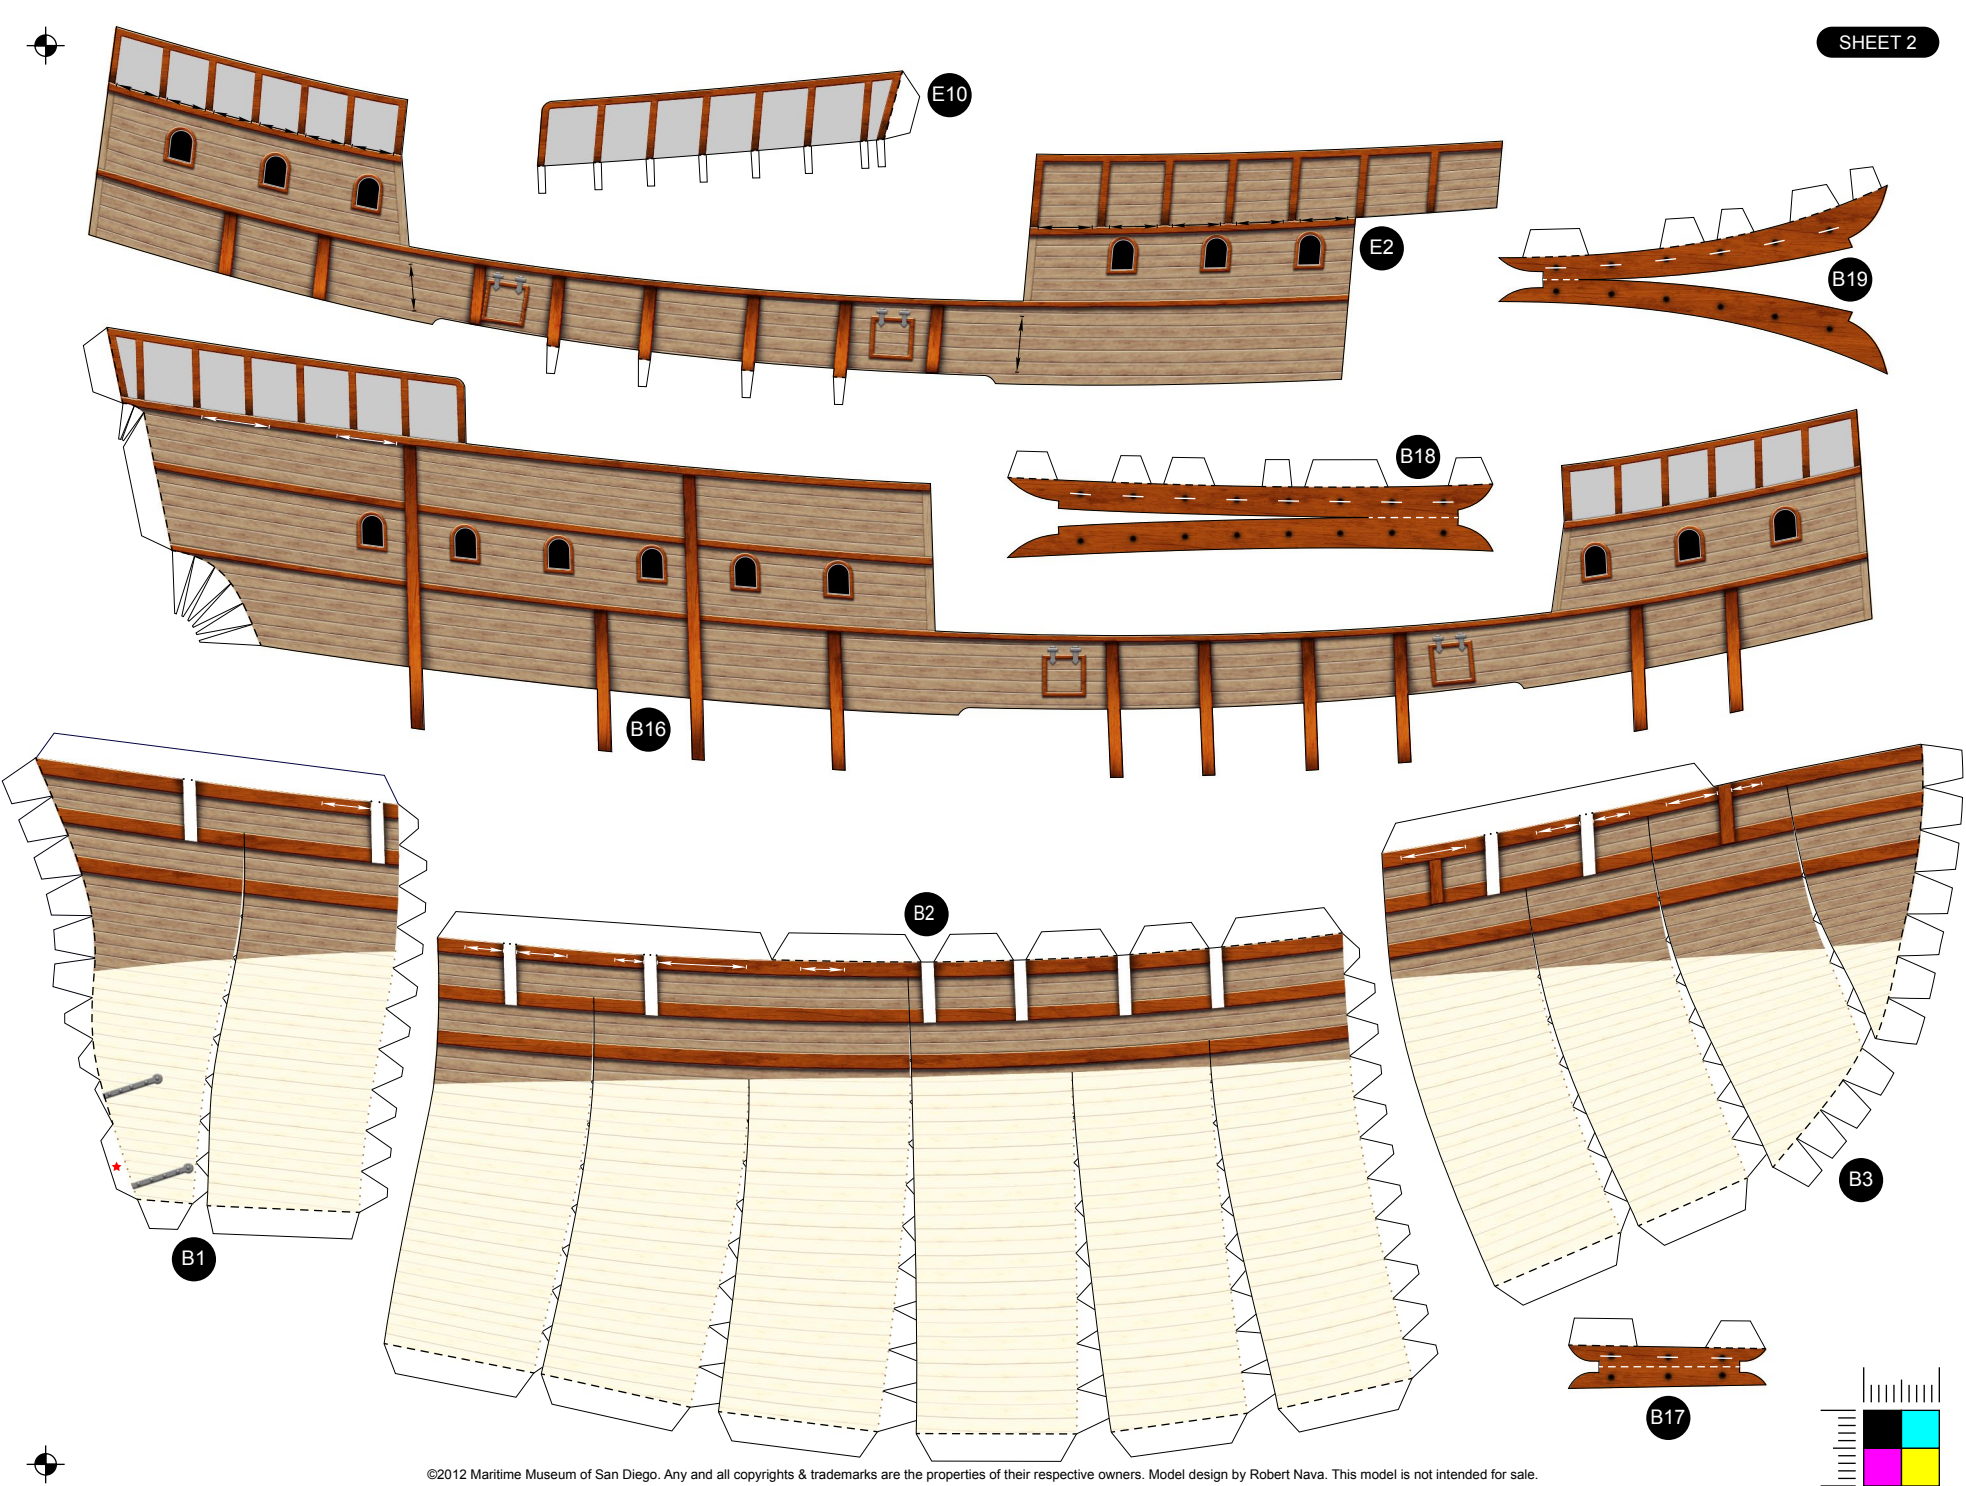 SHEET 2
E10
E2
B19
B18
B16
B2
B3
B1
B17
©2012 Maritime Museum of San Diego. Any and all copyrights & trademarks are the properties of their respective owners. Model design by Robert Nava. This model is not intended for sale.